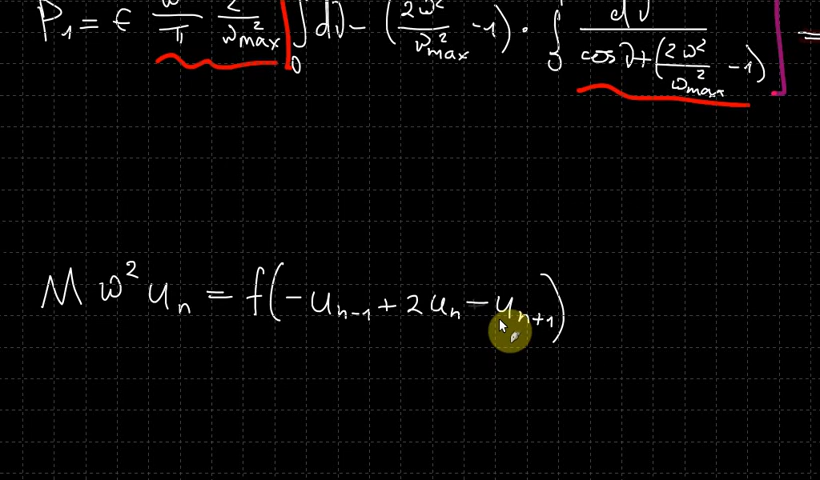 P₁ = ϵ ω/π 2/ω²max [ ∫₀ dϑ − (2ω²/ω²max − 1) · ∫₀ dϑ/(cos ϑ + (2ω²/ω²max − 1)) ] =
M ω² uₙ = f(−uₙ₋₁ + 2uₙ − uₙ₊₁)